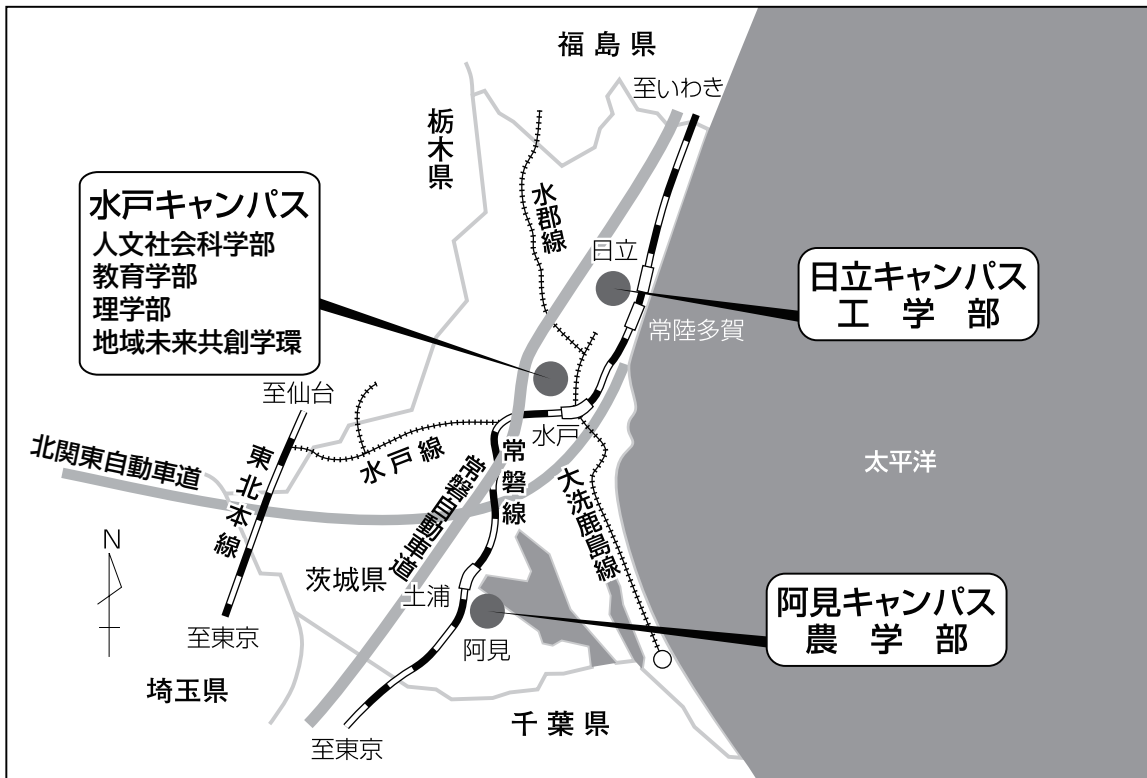 福島県
至いわき
栃木県
水戸キャンパス
人文社会科学部
教育学部
理学部
地域未来共創学環
水郡線
日立
日立キャンパス
工学部
常陸多賀
至仙台
水戸
北関東自動車道
東北本線
水戸線
常磐線
常磐自動車道
大洗鹿島線
太平洋
N
茨城県
土浦
阿見
阿見キャンパス
農学部
至東京
埼玉県
千葉県
至東京